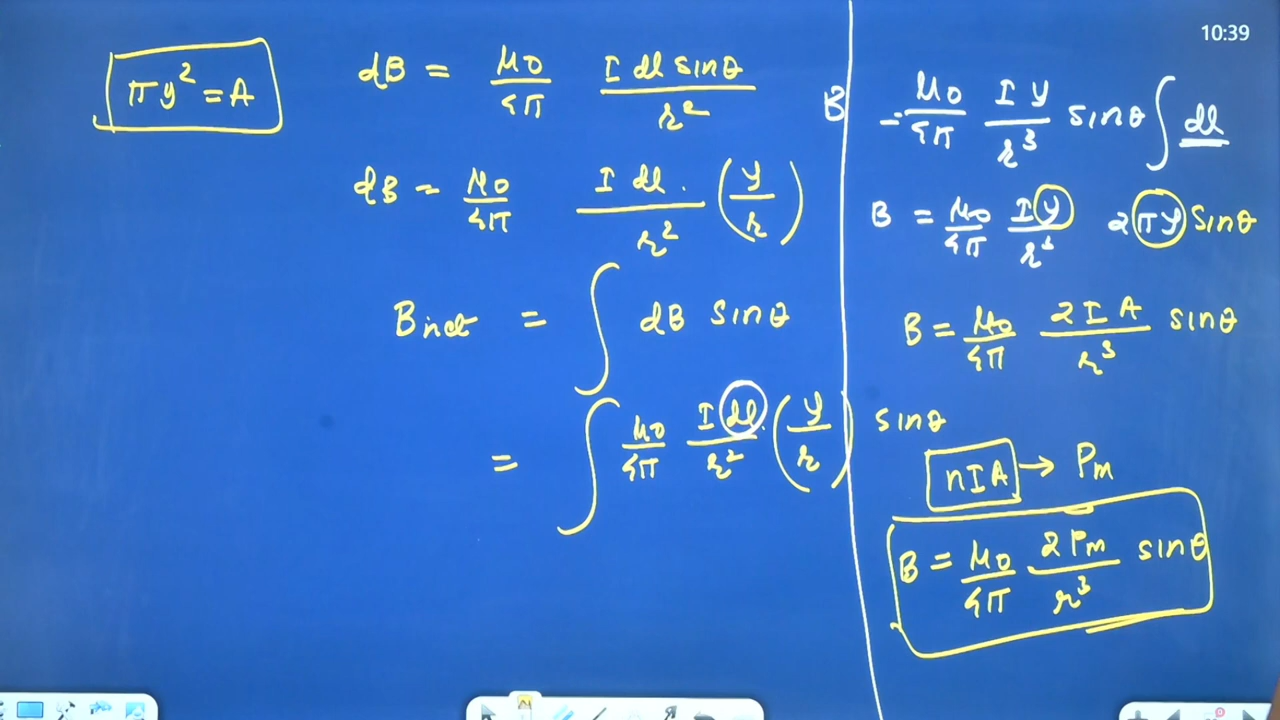 πy² = A
dB = μ0/4π I dl sinθ/r²
dB = μ0/4π I dl . /r² (y/r)
Bnet = ∫ dB sinθ
= ∫ μ0/4π I dl/r² (y/r) sinθ
10:39
B = μ0/4π I y/r³ sinθ ∫ dl
B = μ0/4π I y/r³ 2πy sinθ
B = μ0/4π 2 I A/r³ sinθ
nIA → Pm
B = μ0/4π 2Pm/r³ sinθ